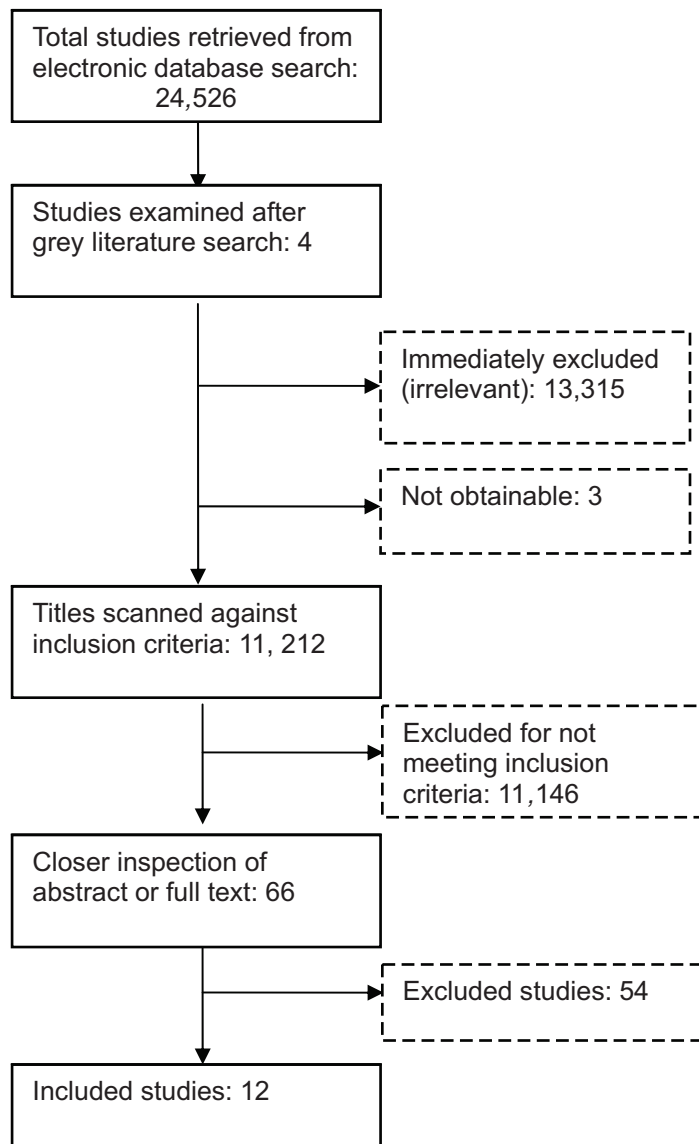 Total studies retrieved from
electronic database search:
24,526
Studies examined after
grey literature search: 4
Immediately excluded
(irrelevant): 13,315
Not obtainable: 3
Titles scanned against
inclusion criteria: 11, 212
Excluded for not
meeting inclusion
criteria: 11,146
Closer inspection of
abstract or full text: 66
Excluded studies: 54
Included studies: 12